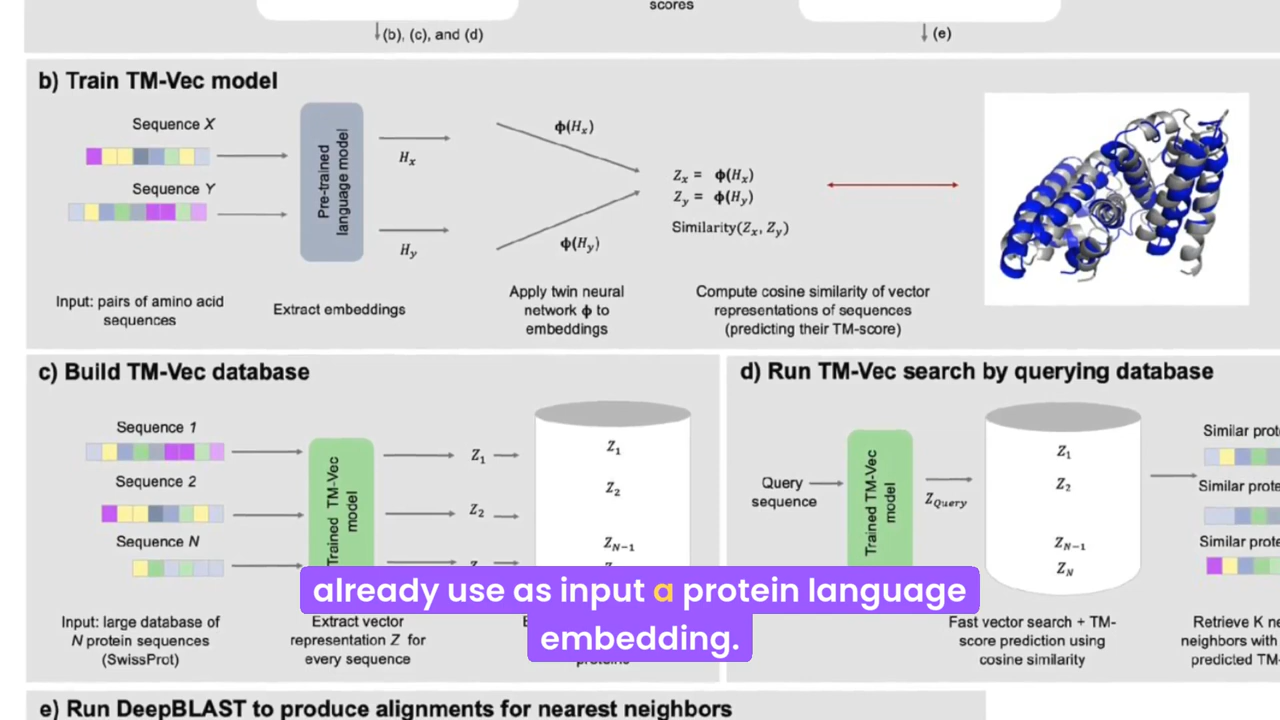 scores
(b), (c), and (d)
(e)
b) Train TM-Vec model
Sequence X
Sequence Y
Pre-trained
language model
Hx
Hy
ϕ(Hx)
ϕ(Hy)
Zx = ϕ(Hx)
Zy = ϕ(Hy)
Similarity(Zx, Zy)
Input: pairs of amino acid
sequences
Extract embeddings
Apply twin neural
network ϕ to
embeddings
Compute cosine similarity of vector
representations of sequences
(predicting their TM-score)
c) Build TM-Vec database
Sequence 1
Sequence 2
Sequence N
Trained TM-Vec
model
Z1
Z2
Z1
Z2
ZN−1
Input: large database of
N protein sequences
(SwissProt)
Extract vector
representation Z for
every sequence
d) Run TM-Vec search by querying database
Query
sequence
Trained TM-Vec
model
ZQuery
Z1
Z2
ZN−1
ZN
Similar prote
Similar prote
Similar prote
Fast vector search + TM-
score prediction using
cosine similarity
Retrieve K ne
neighbors with
predicted TM-
already use as input a protein language
embedding.
e) Run DeepBLAST to produce alignments for nearest neighbors